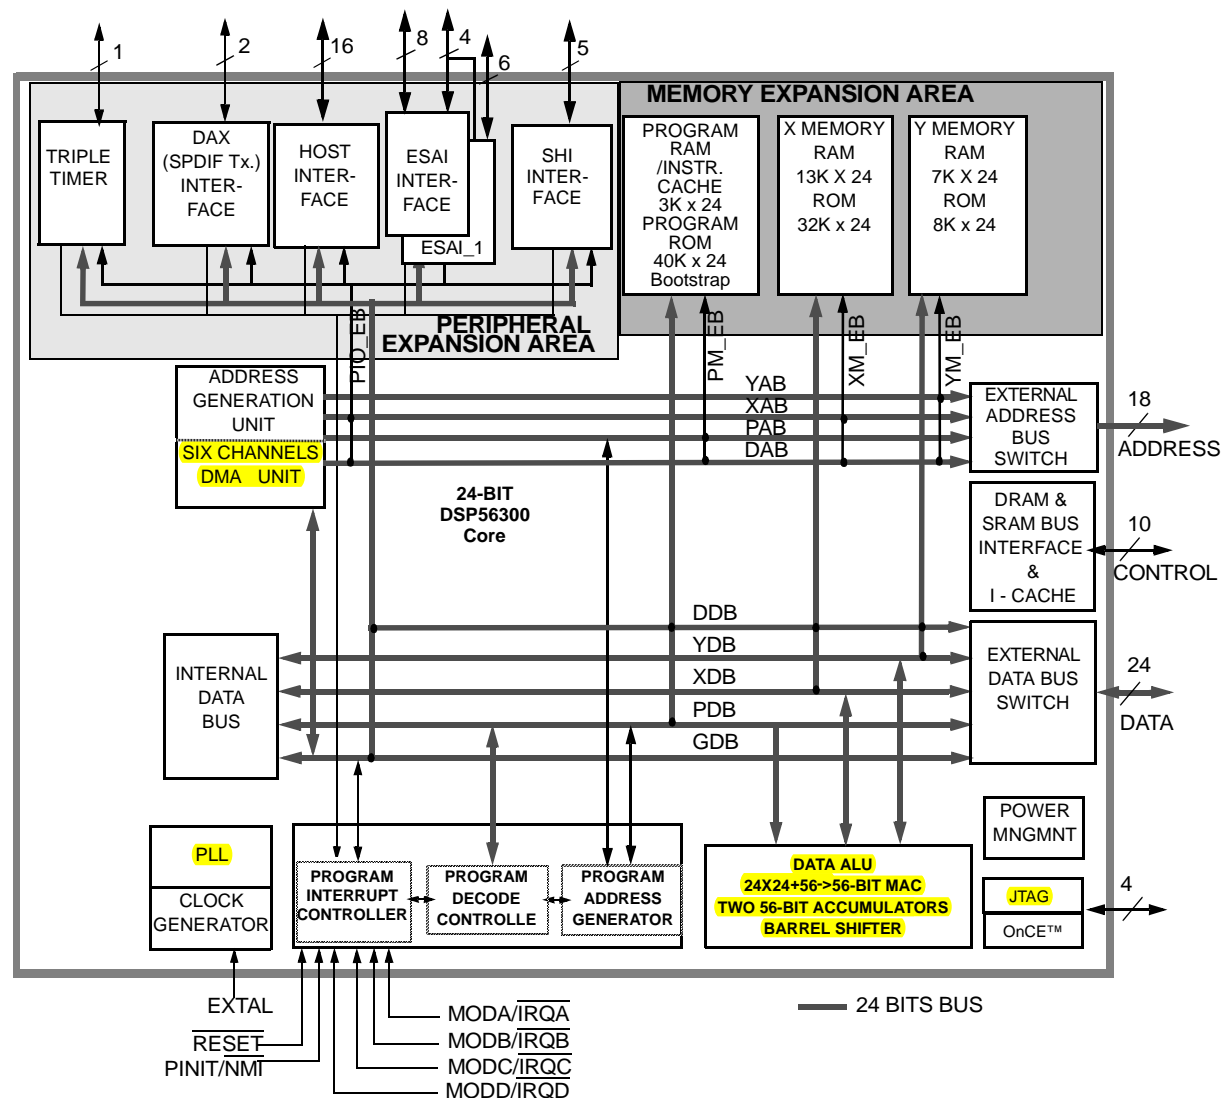 1
2
16
8
4
6
5
MEMORY EXPANSION AREA
TRIPLE
TIMER
DAX
(SPDIF Tx.)
INTER-
FACE
HOST
INTER-
FACE
ESAI
INTER-
FACE
ESAI_1
SHI
INTER-
FACE
PROGRAM
RAM
/INSTR.
CACHE
3K x 24
PROGRAM
ROM
40K x 24
Bootstrap
X MEMORY
RAM
13K X 24
ROM
32K x 24
Y MEMORY
RAM
7K X 24
ROM
8K x 24
PERIPHERAL
EXPANSION AREA
PIO_EB
PM_EB
XM_EB
YM_EB
ADDRESS
GENERATION
UNIT
SIX CHANNELS
DMA UNIT
YAB
XAB
PAB
DAB
EXTERNAL
ADDRESS
BUS
SWITCH
18
ADDRESS
24-BIT
DSP56300
Core
DRAM &
SRAM BUS
INTERFACE
&
I - CACHE
10
CONTROL
INTERNAL
DATA
BUS
DDB
YDB
XDB
PDB
GDB
EXTERNAL
DATA BUS
SWITCH
24
DATA
PLL
CLOCK
GENERATOR
PROGRAM
INTERRUPT
CONTROLLER
PROGRAM
DECODE
CONTROLLE
PROGRAM
ADDRESS
GENERATOR
DATA ALU
24X24+56->56-BIT MAC
TWO 56-BIT ACCUMULATORS
BARREL SHIFTER
POWER
MNGMNT
JTAG
OnCE™
4
EXTAL
RESET
PINIT/NMI
MODA/IRQA
MODB/IRQB
MODC/IRQC
MODD/IRQD
24 BITS BUS